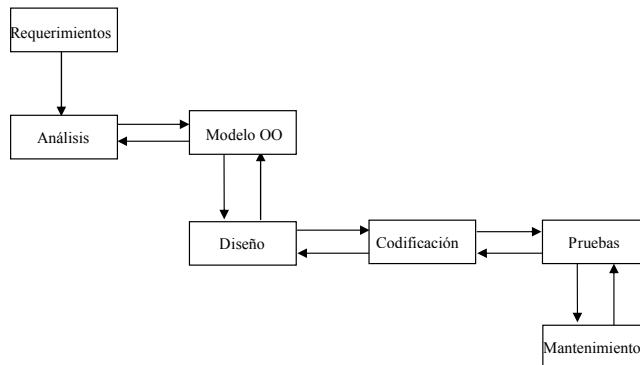 Requerimientos
Análisis
Modelo OO
Diseño
Codificación
Pruebas
Mantenimiento